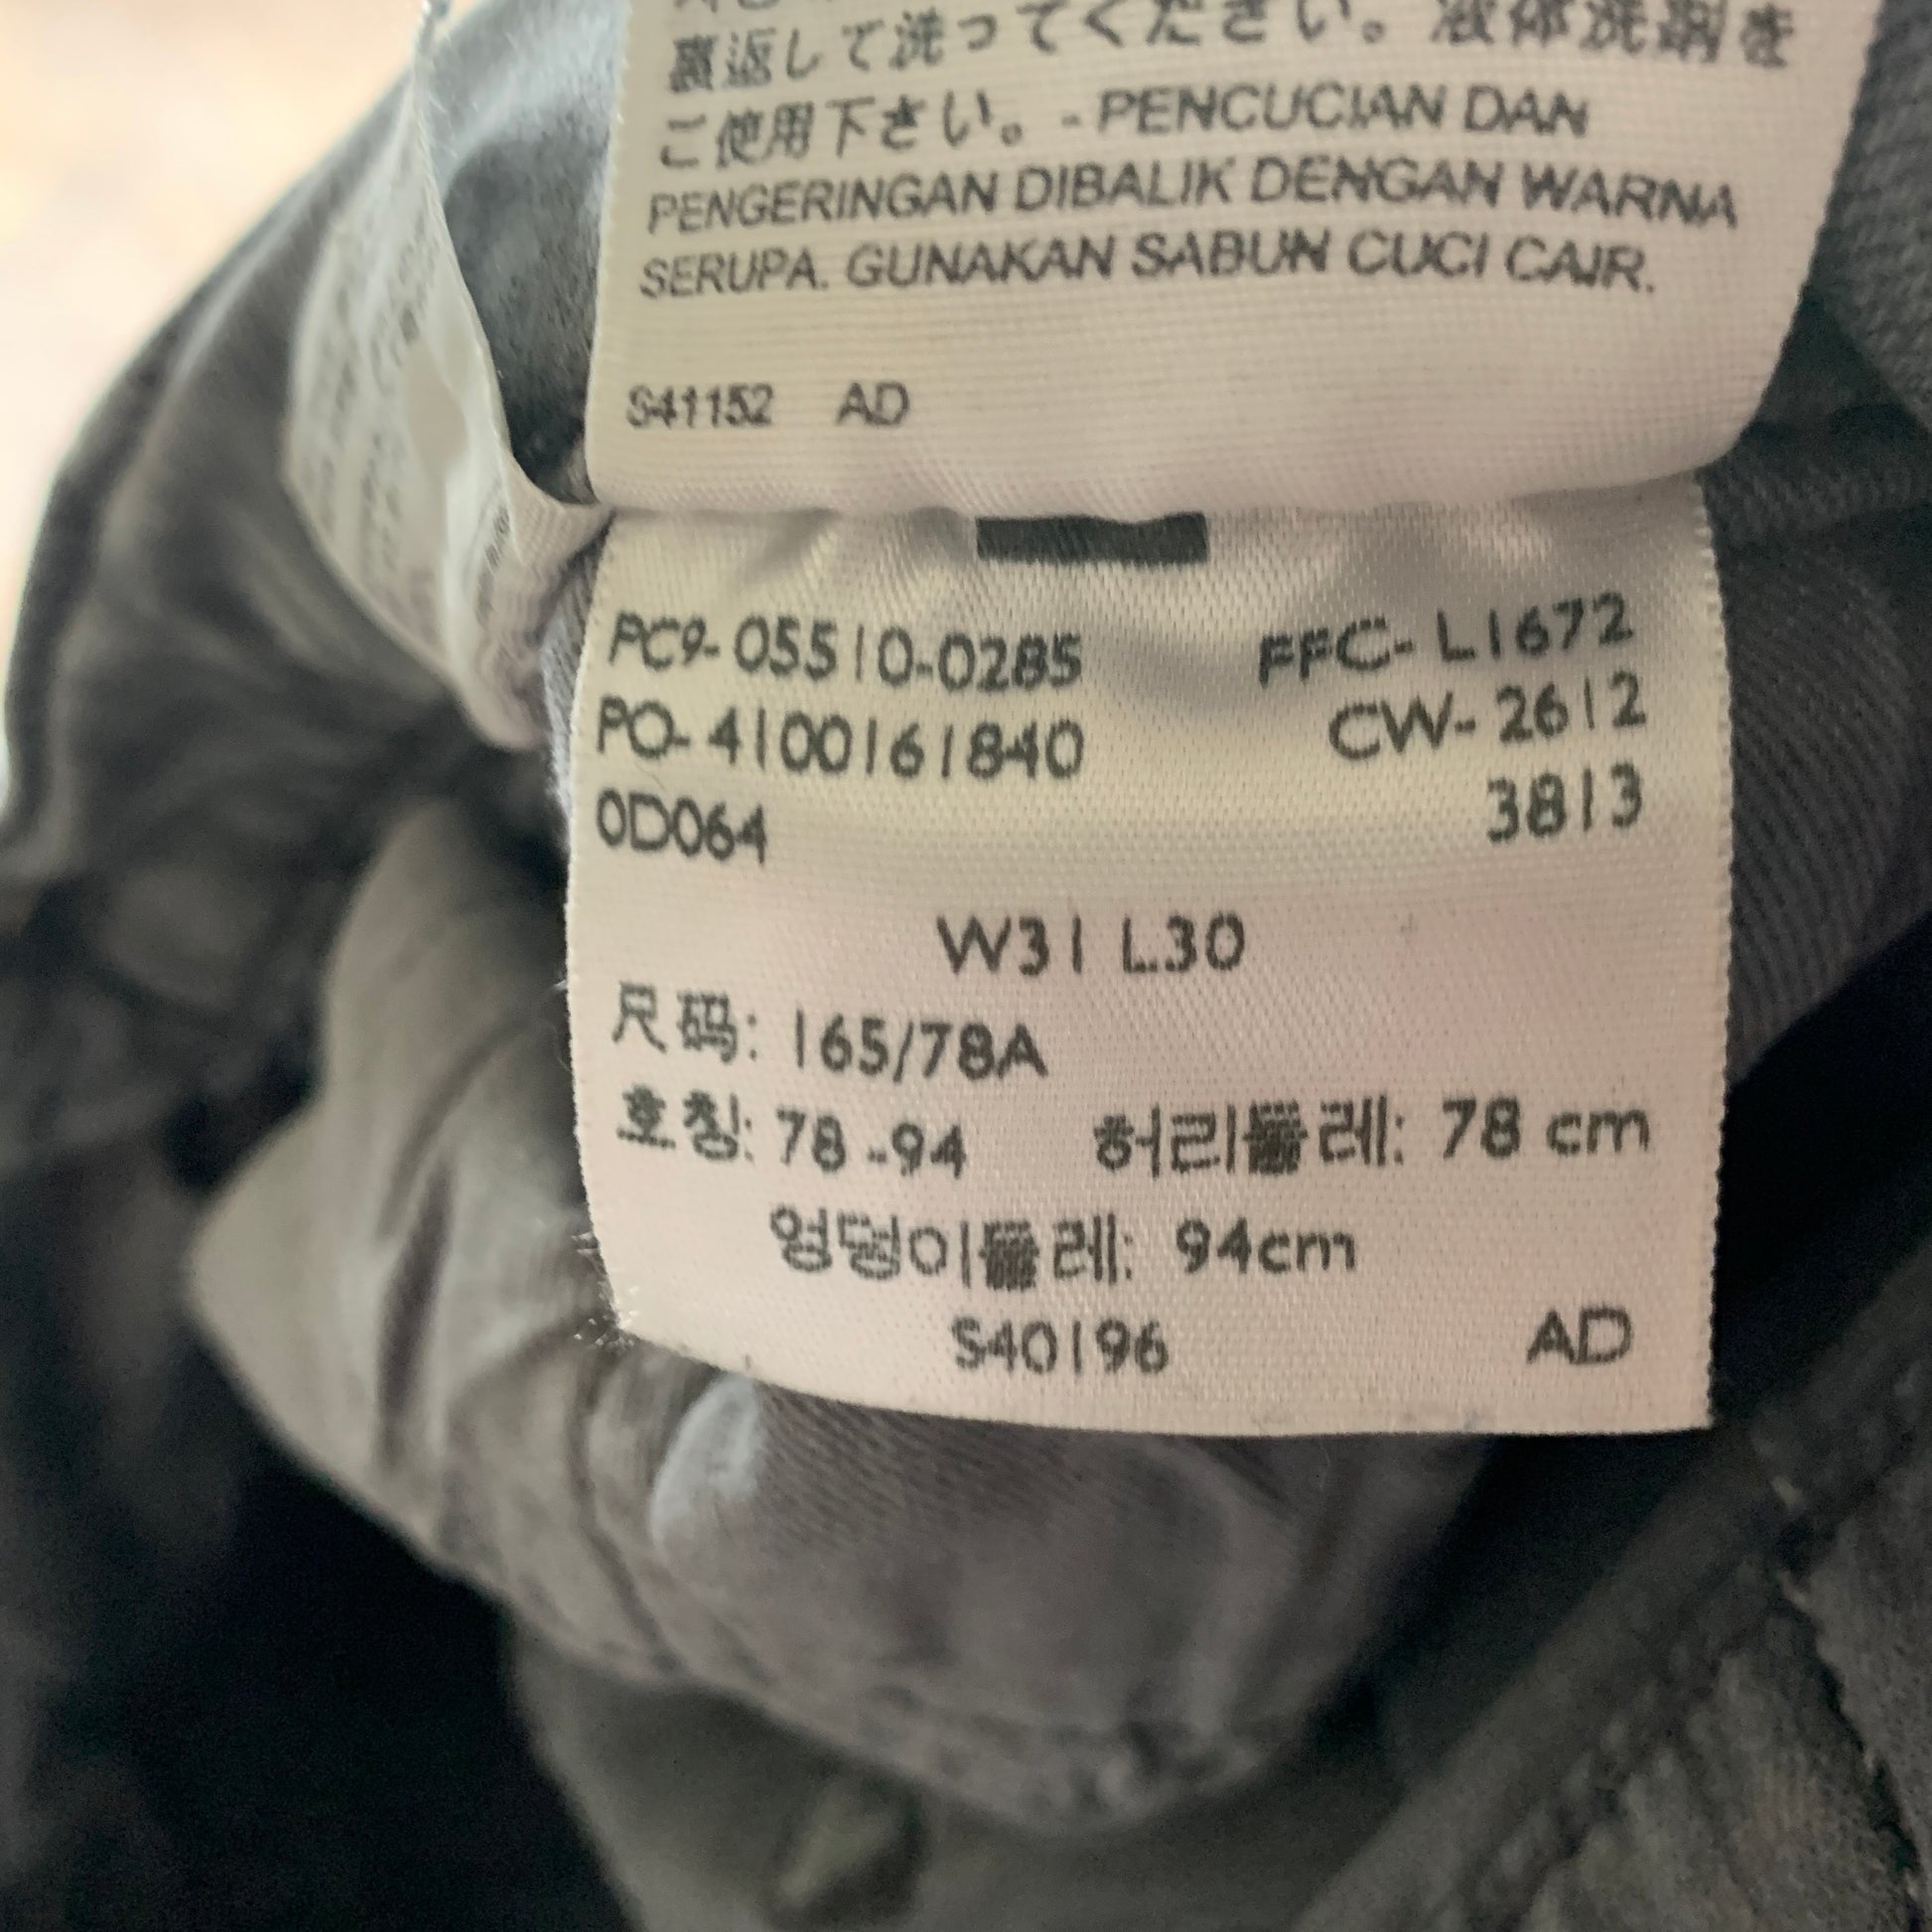 裏返して洗ってください。液体洗剤を
ご使用下さい。- PENCUCIAN DAN
PENGERINGAN DIBALIK DENGAN WARNA
SERUPA. GUNAKAN SABUN CUCI CAIR.
S41152 AD
PC9-05510-0285 FFC-L1672
PO-4100161840 CW-2612
0D064 3813
W31 L30
尺码: 165/78A
호칭: 78-94 허리둘레: 78 cm
엉덩이둘레: 94cm
S40196 AD